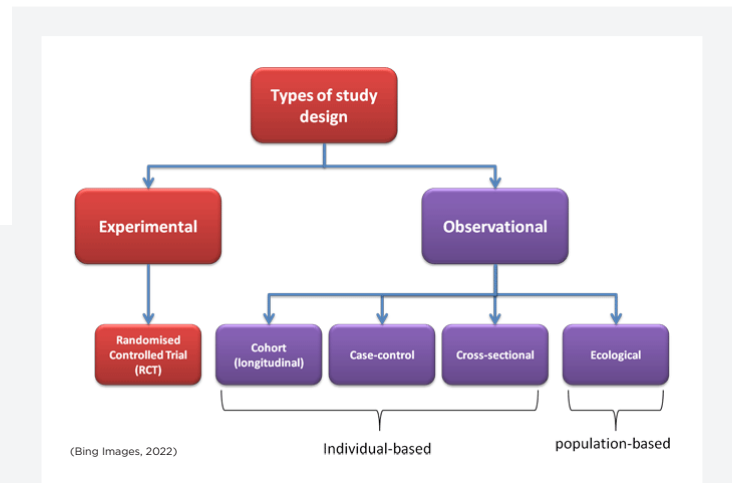 Types of study
design
Experimental
Observational
Randomised
Controlled Trial
(RCT)
Cohort
(longitudinal)
Case-control
Cross-sectional
Ecological
(Bing Images, 2022)
Individual-based
population-based